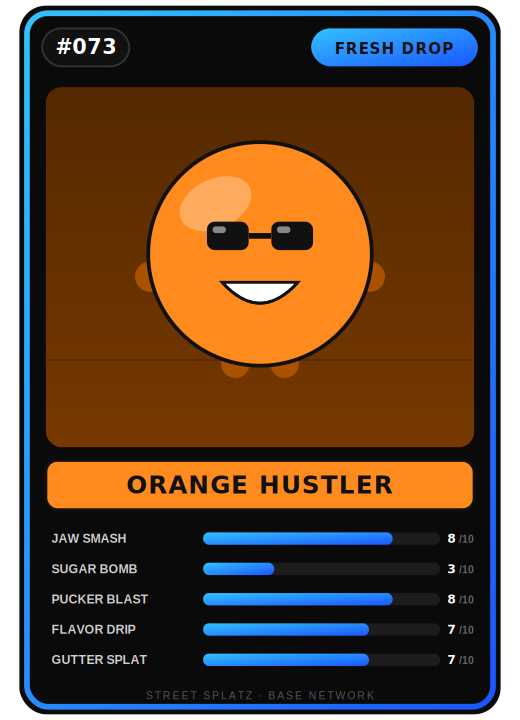 #073 FRESH DROP
ORANGE HUSTLER
JAW SMASH 8 /10
SUGAR BOMB 3 /10
PUCKER BLAST 8 /10
FLAVOR DRIP 7 /10
GUTTER SPLAT 7 /10
STREET SPLATZ · BASE NETWORK